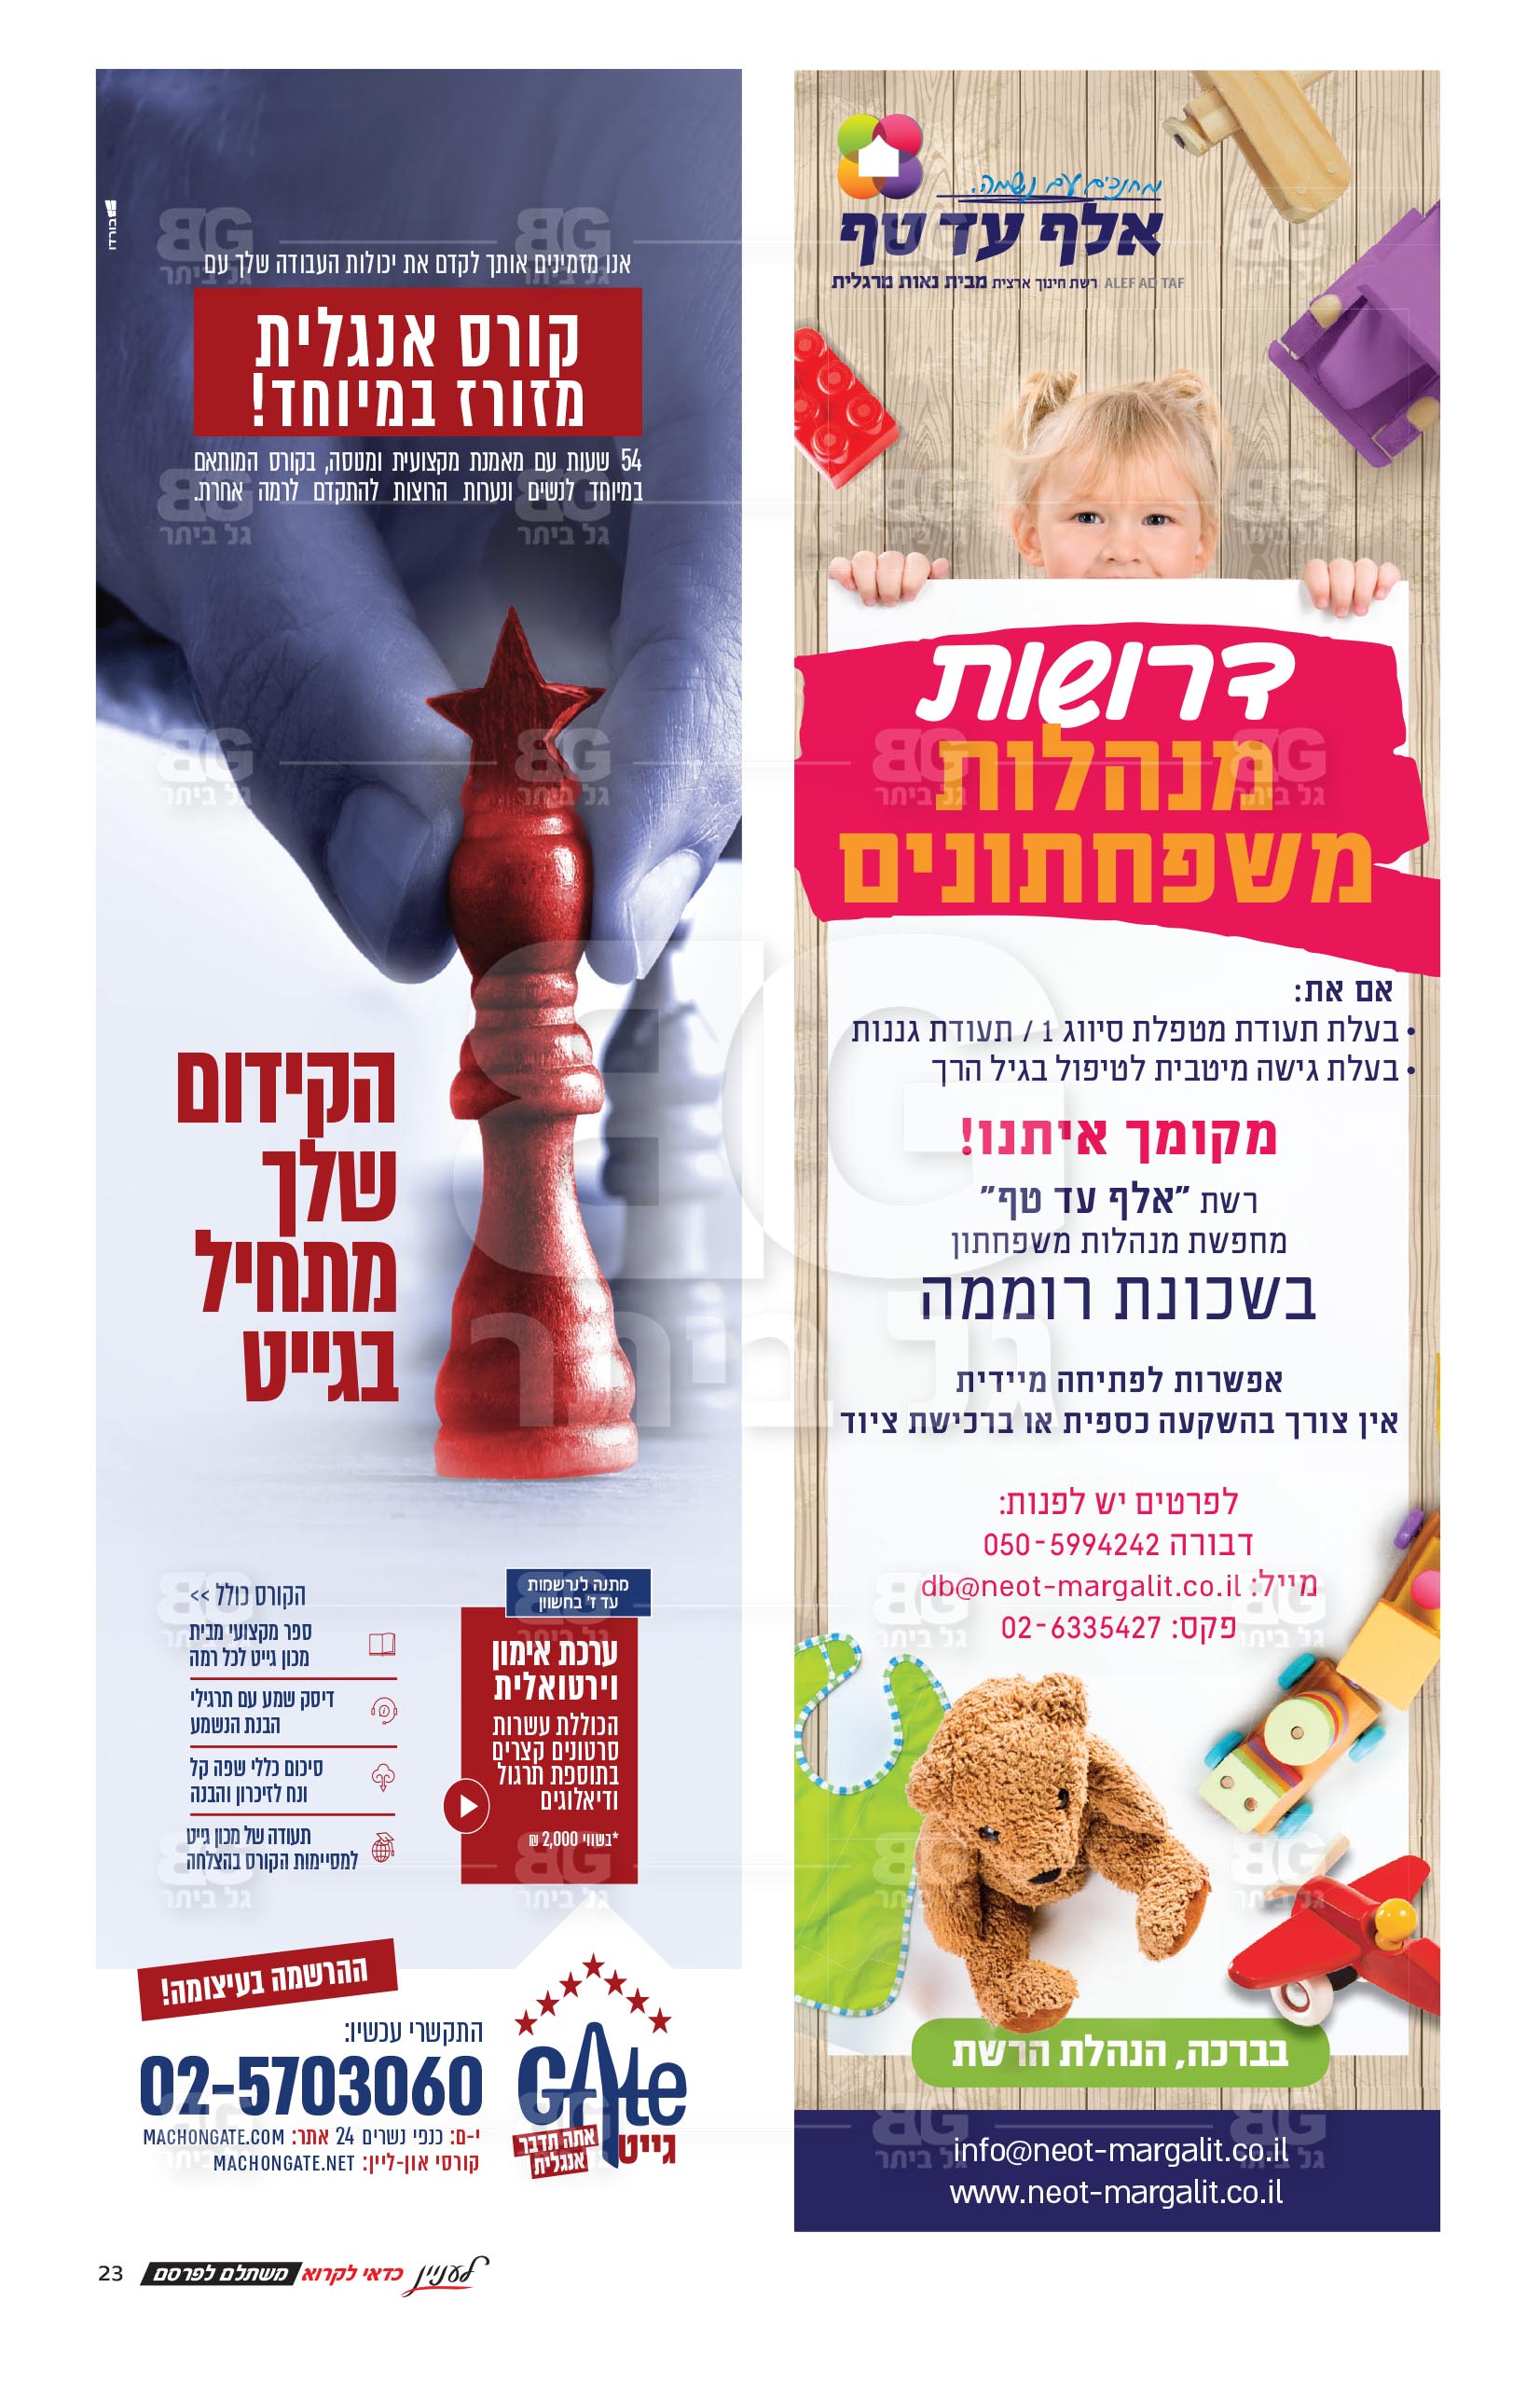 מחנכים עם נשמה.
אלף עד טף
ALEF AD TAF רשת חינוך ארצית מבית נאות מרגלית
דרושות
מנהלות
משפחתונים
אם את:
• בעלת תעודת מטפלת סיווג 1 / תעודת גננות
• בעלת גישה מיטבית לטיפול בגיל הרך
מקומך איתנו!
רשת "אלף עד טף"
מחפשת מנהלות משפחתון
בשכונת רוממה
אפשרות לפתיחה מיידית
אין צורך בהשקעה כספית או ברכישת ציוד
לפרטים יש לפנות:
דבורה 050-5994242
מייל: db@neot-margalit.co.il
פקס: 02-6335427
בברכה, הנהלת הרשת
info@neot-margalit.co.il
www.neot-margalit.co.il
בורדו
אנו מזמינים אותך לקדם את יכולות העבודה שלך עם
קורס אנגלית
מזורז במיוחד!
54 שעות עם מאמנת מקצועית ומנוסה, בקורס המותאם
במיוחד לנשים ונערות הרוצות להתקדם לרמה אחרת.
הקידום
שלך
מתחיל
בגייט
מתנה לנרשמות
עד ז' בחשוון
ערכת אימון
וירטואלית
הכוללת עשרות
סרטונים קצרים
בתוספת תרגול
ודיאלוגים
*בשווי 2,000 ₪
הקורס כולל >>
ספר מקצועי מבית
מכון גייט לכל רמה
דיסק שמע עם תרגילי
הבנת הנשמע
סיכום כללי שפה קל
ונח לזיכרון והבנה
תעודה של מכון גייט
למסיימות הקורס בהצלחה
ההרשמה בעיצומה!
התקשרי עכשיו:
02-5703060
י-ם: כנפי נשרים 24 אתר: MACHONGATE.COM
קורסי און-ליין: MACHONGATE.NET
GAte
גייט
אתה תדבר
אנגלית
לעניין כדאי לקרוא משתלם לפרסם 23
BG
גל ביתר